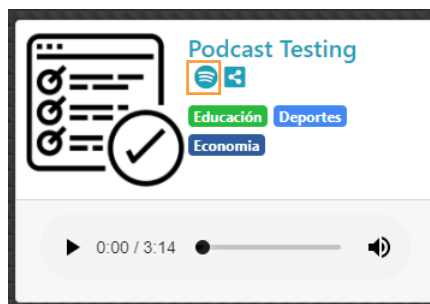 Podcast Testing
Educación Deportes
Economia
0:00 / 3:14